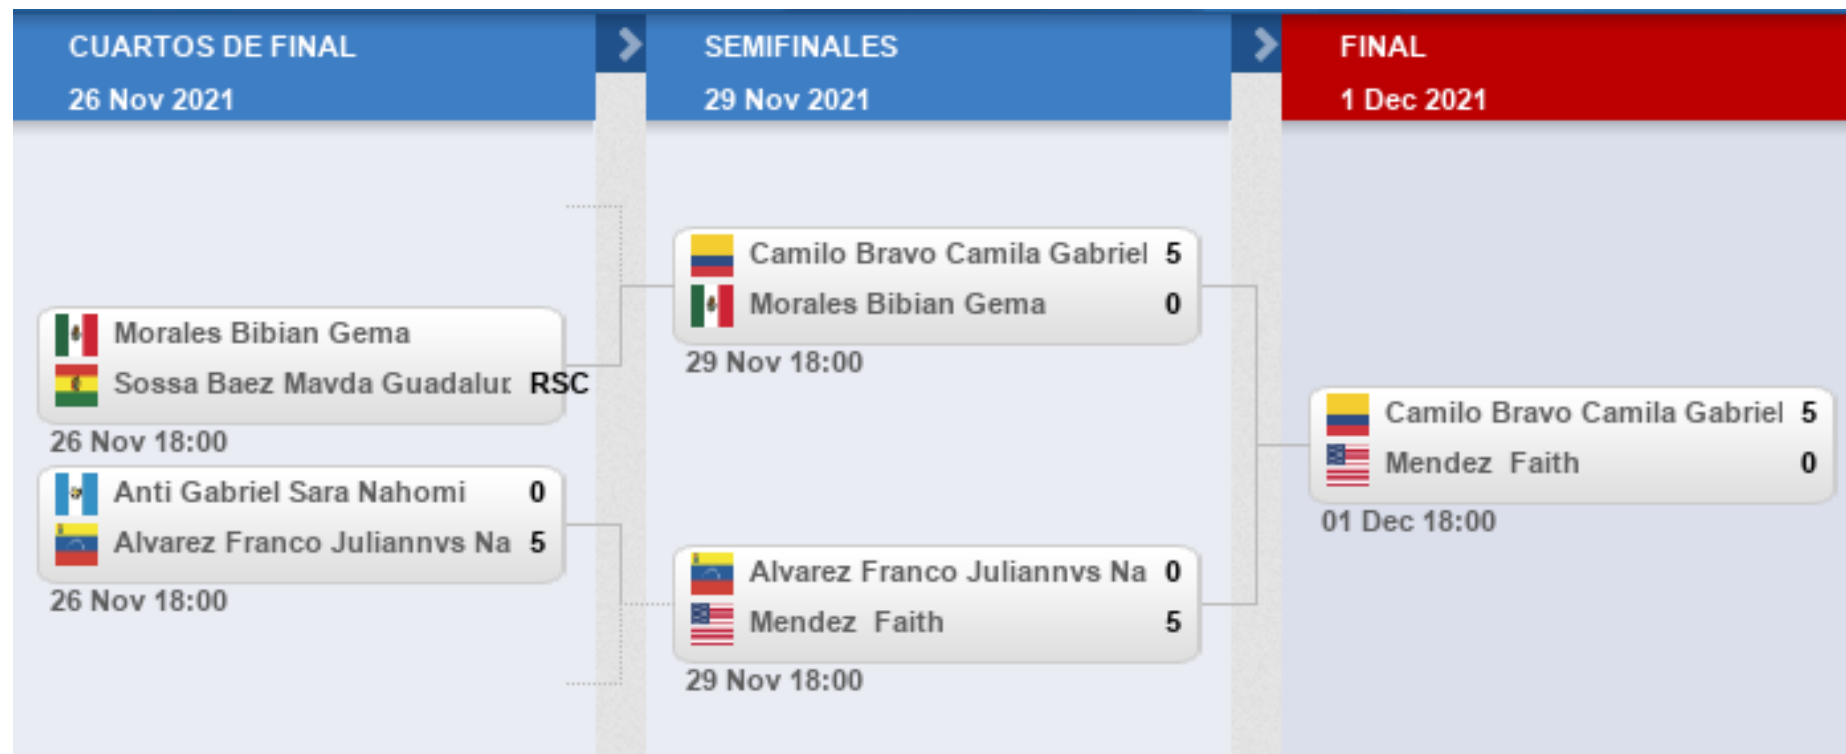 CUARTOS DE FINAL
26 Nov 2021
Morales Bibian Gema
Sossa Baez Mavda Guadalur RSC
26 Nov 18:00
Anti Gabriel Sara Nahomi 0
Alvarez Franco Juliannvs Na 5
26 Nov 18:00
SEMIFINALES
29 Nov 2021
Camilo Bravo Camila Gabriel 5
Morales Bibian Gema 0
29 Nov 18:00
Alvarez Franco Juliannvs Na 0
Mendez Faith 5
29 Nov 18:00
FINAL
1 Dec 2021
Camilo Bravo Camila Gabriel 5
Mendez Faith 0
01 Dec 18:00